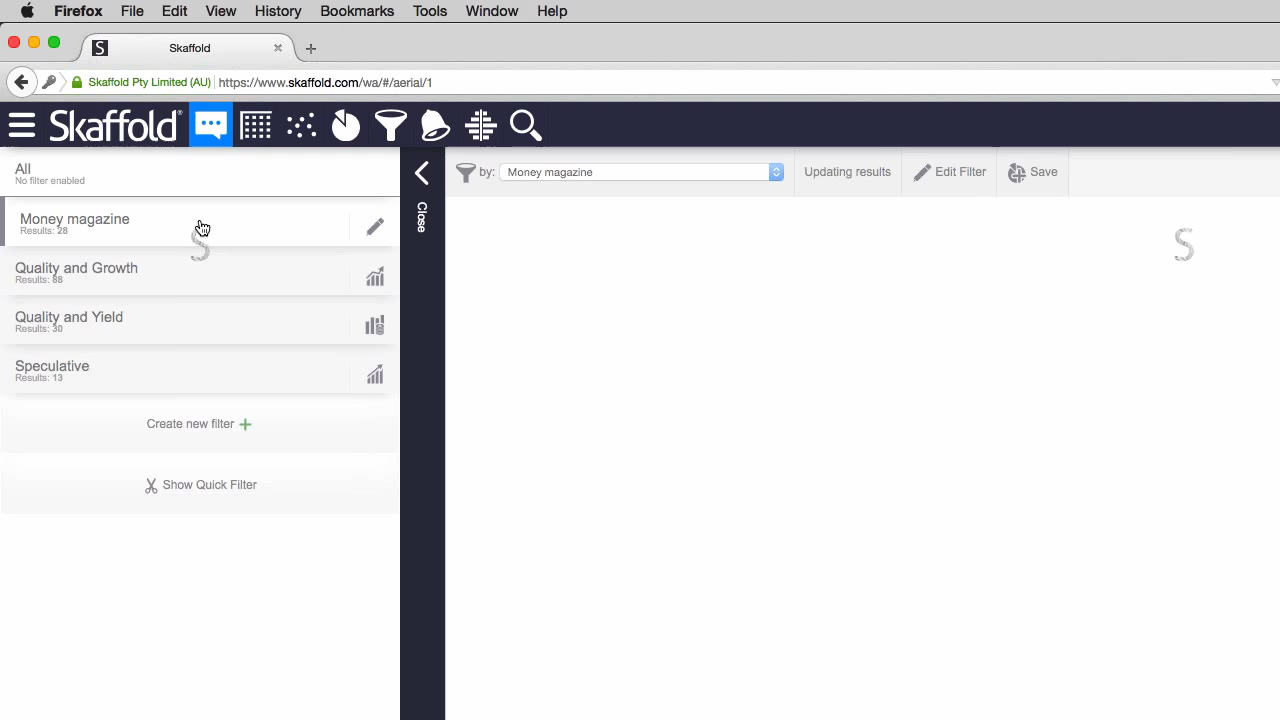 Firefox File Edit View History Bookmarks Tools Window Help
S Skaffold
Skaffold Pty Limited (AU) https://www.skaffold.com/wa/#/aerial/1
Skaffold
All
No filter enabled
Money magazine
Results: 28
Quality and Growth
Results: 88
Quality and Yield
Results: 30
Speculative
Results: 13
Create new filter
Show Quick Filter
Close
by: Money magazine Updating results Edit Filter Save
S
S